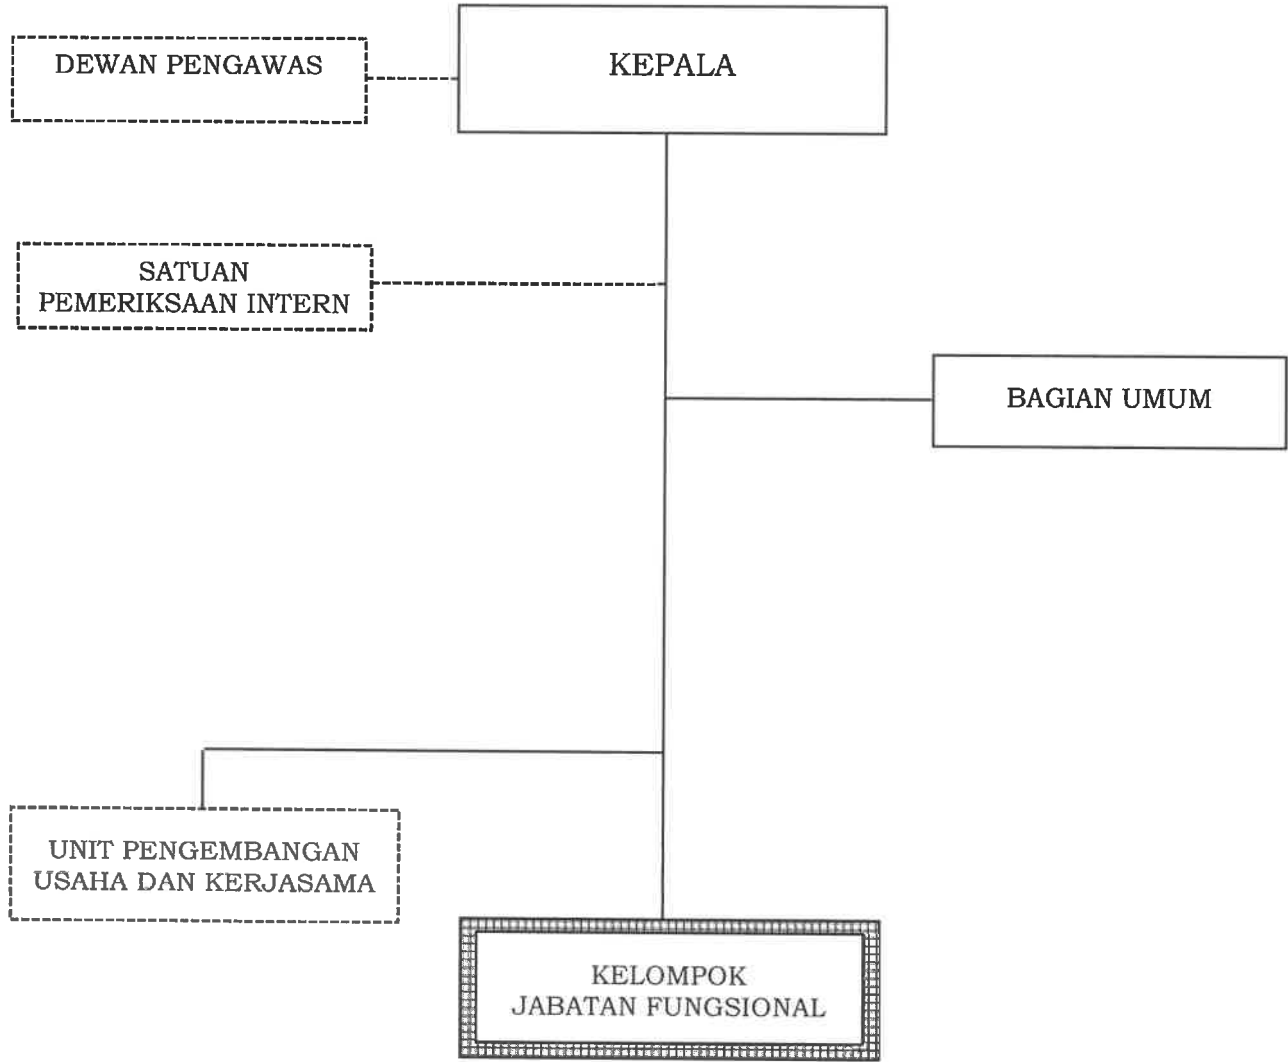 DEWAN PENGAWAS
KEPALA
SATUAN
PEMERIKSAAN INTERN
BAGIAN UMUM
UNIT PENGEMBANGAN
USAHA DAN KERJASAMA
KELOMPOK
JABATAN FUNGSIONAL